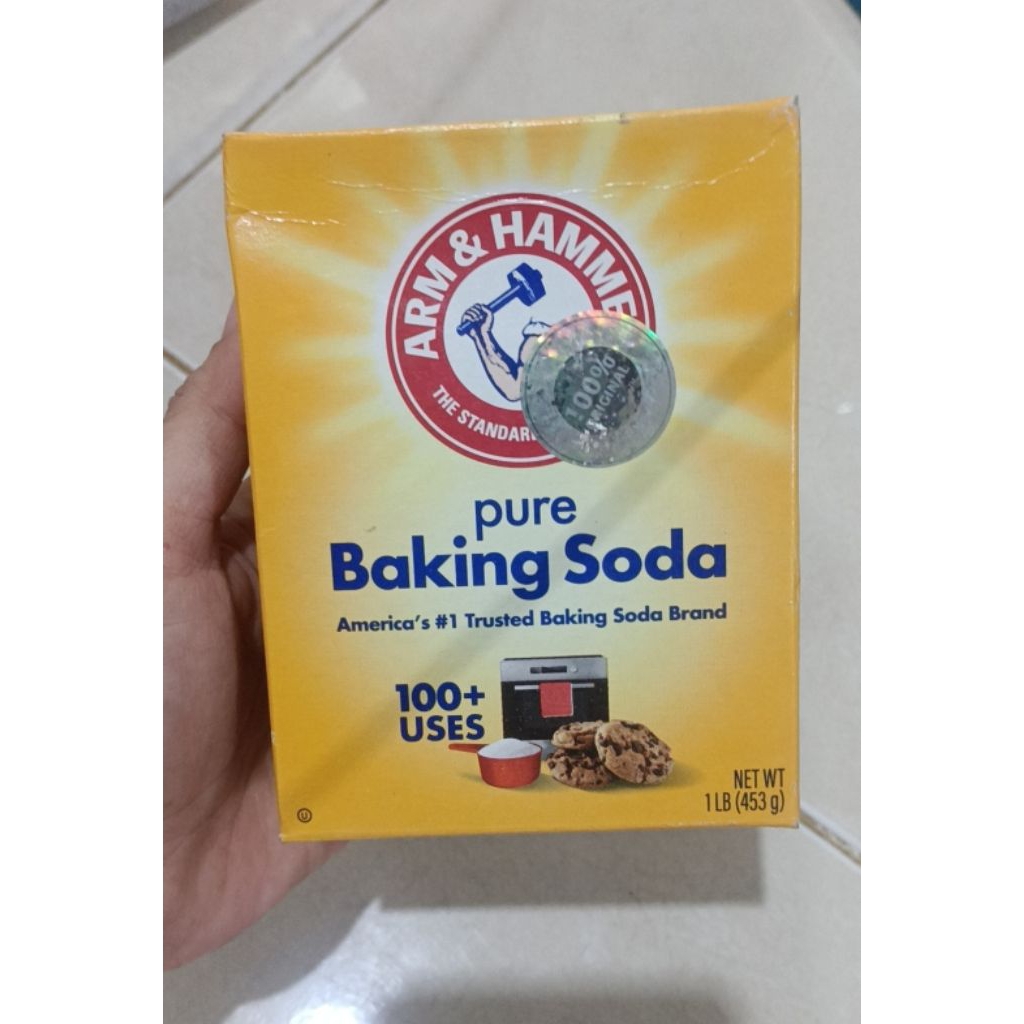 ARM & HAMME
THE STANDAR
100%
ORIGINAL
pure
Baking Soda
America's #1 Trusted Baking Soda Brand
100+
USES
NET WT
1 LB (453 g)
U